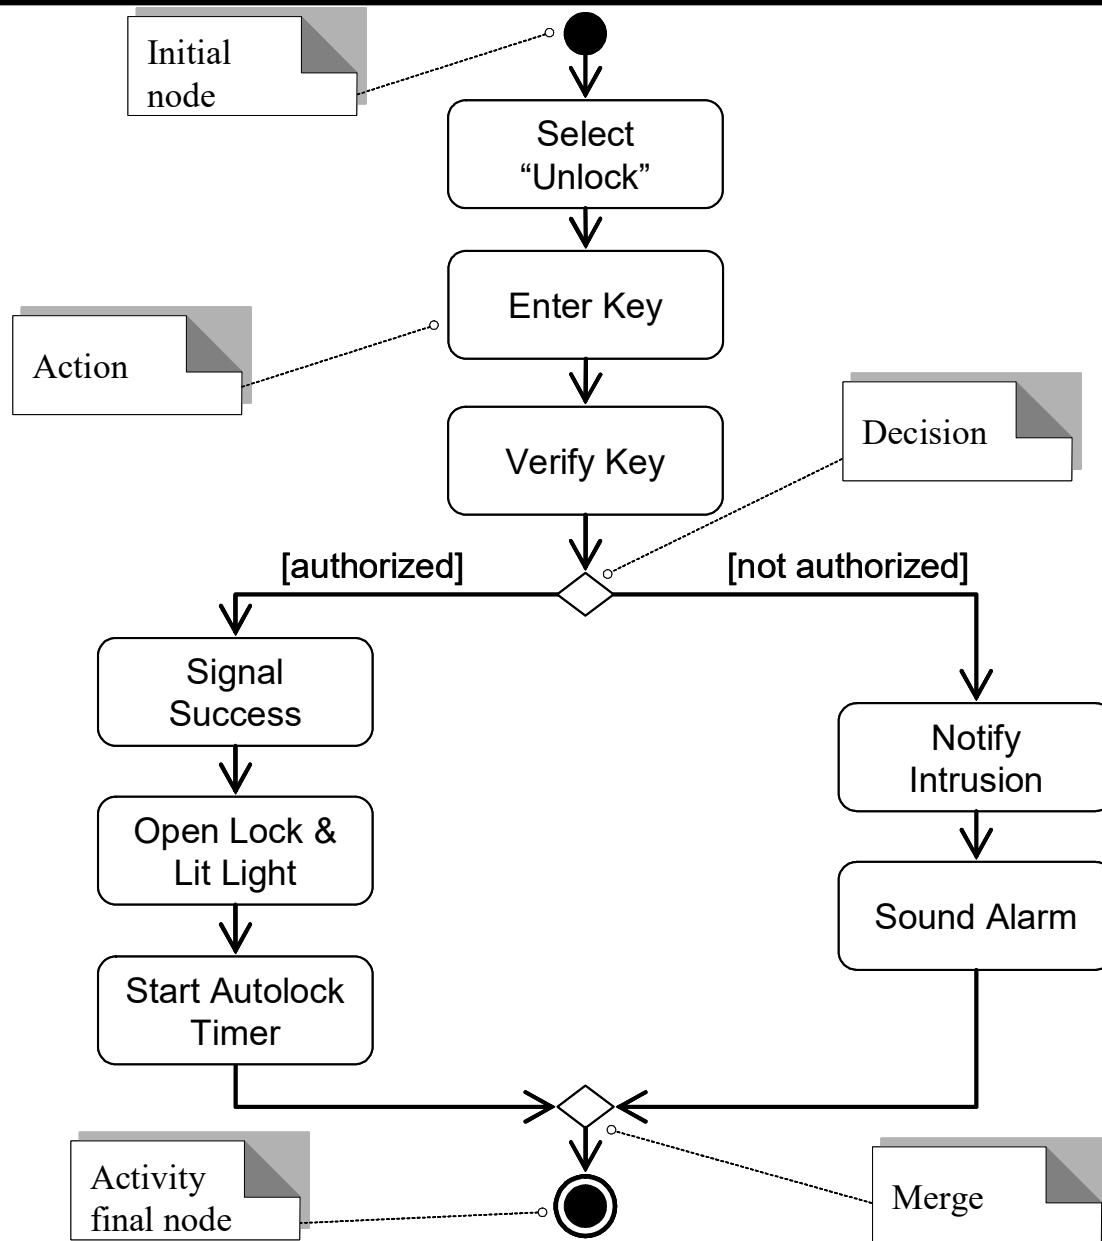 Initial
node
Select
“Unlock”
Enter Key
Action
Verify Key
Decision
[authorized]
[not authorized]
Signal
Success
Notify
Intrusion
Open Lock &
Lit Light
Sound Alarm
Start Autolock
Timer
Activity
final node
Merge